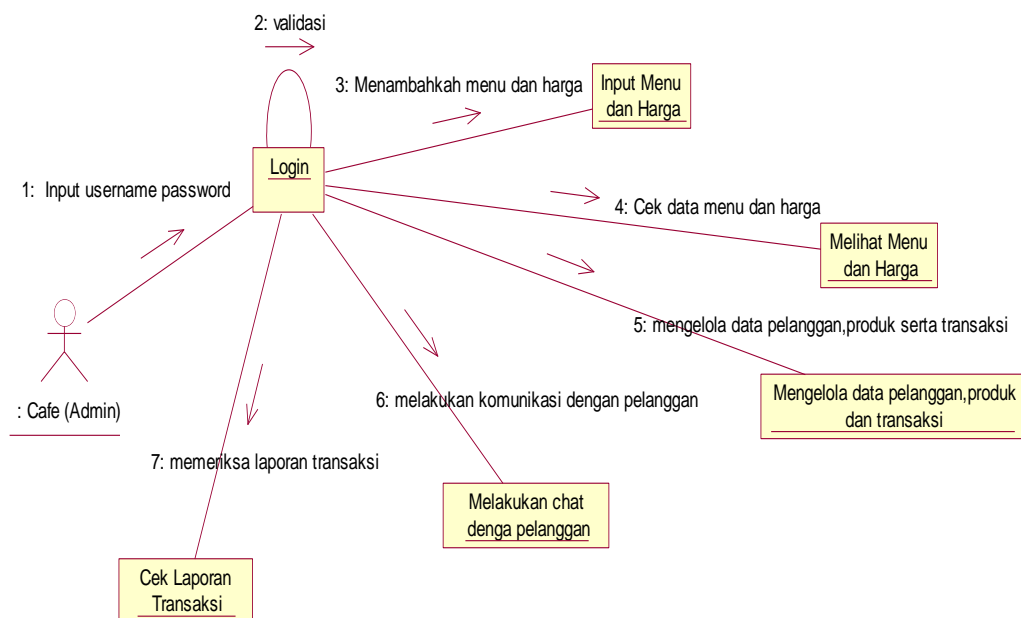 2: validasi
3: Menambahkah menu dan harga
Input Menu
dan Harga
Login
1: Input username password
4: Cek data menu dan harga
Melihat Menu
dan Harga
: Cafe (Admin)
5: mengelola data pelanggan,produk serta transaksi
Mengelola data pelanggan,produk
dan transaksi
6: melakukan komunikasi dengan pelanggan
7: memeriksa laporan transaksi
Melakukan chat
denga pelanggan
Cek Laporan
Transaksi